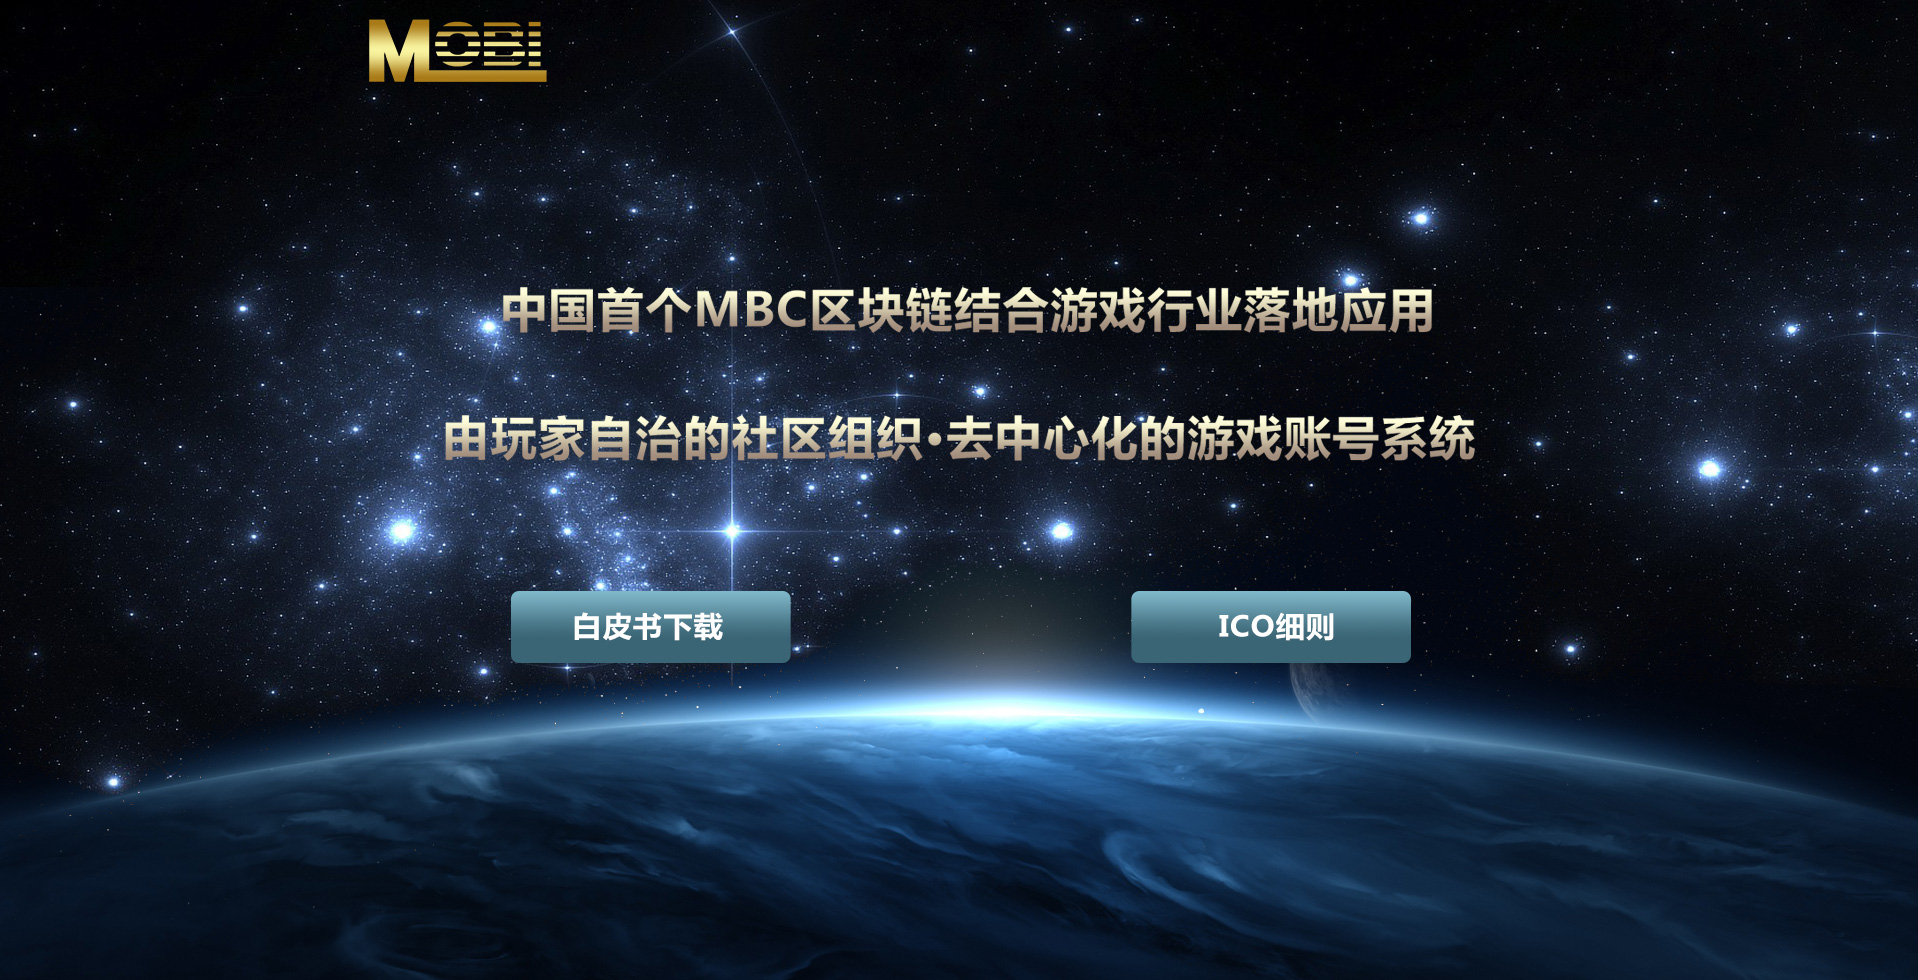 MOBI
中国首个MBC区块链结合游戏行业落地应用
由玩家自治的社区组织·去中心化的游戏账号系统
白皮书下载
ICO细则